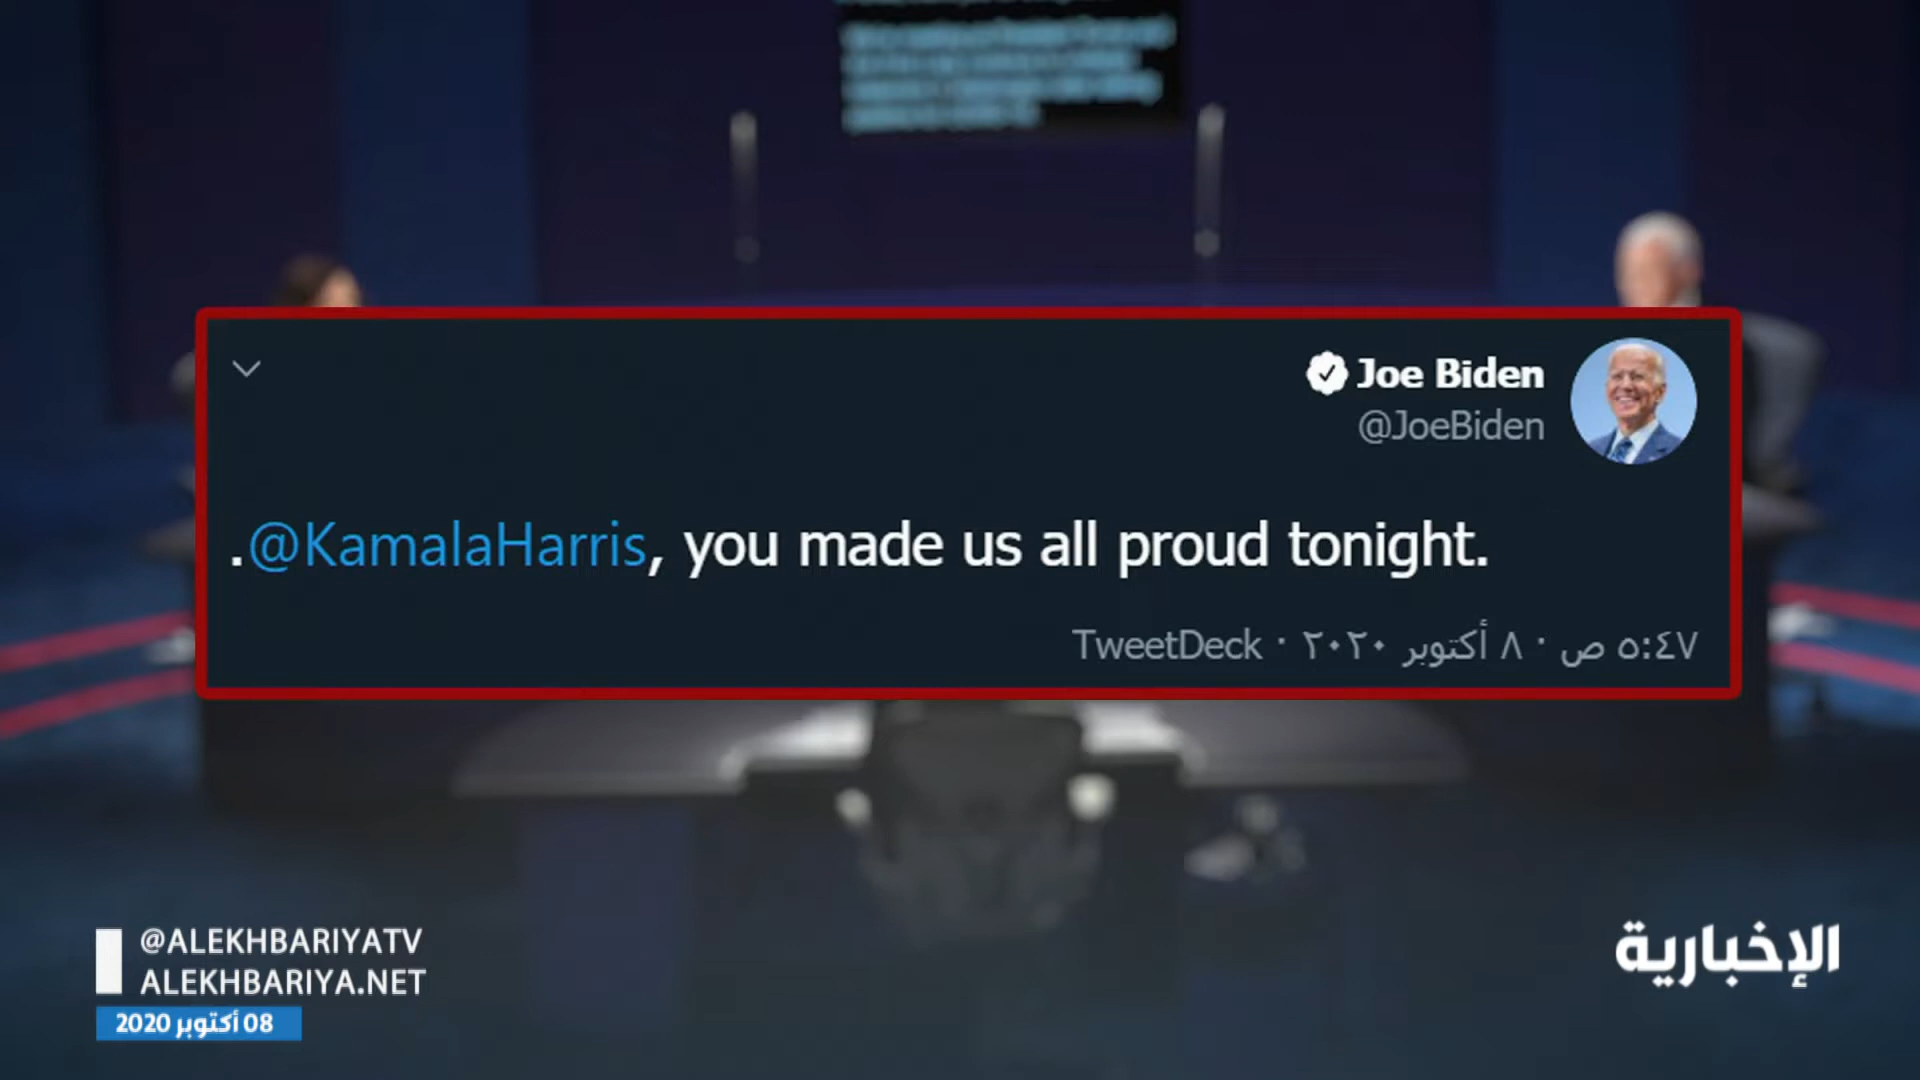 Joe Biden
@JoeBiden
.@KamalaHarris, you made us all proud tonight.
٥:٤٧ ص · ٨ أكتوبر ٢٠٢٠ · TweetDeck
@ALEKHBARIYATV
ALEKHBARIYA.NET
08 أكتوبر 2020
الإخبارية